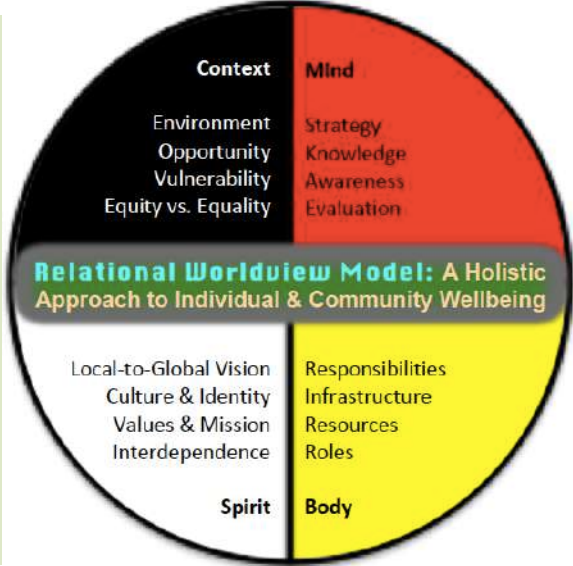 Context
Environment
Opportunity
Vulnerability
Equity vs. Equality
Mind
Strategy
Knowledge
Awareness
Evaluation
Relational Worldview Model: A Holistic
Approach to Individual & Community Wellbeing
Local-to-Global Vision
Culture & Identity
Values & Mission
Interdependence
Spirit
Responsibilities
Infrastructure
Resources
Roles
Body